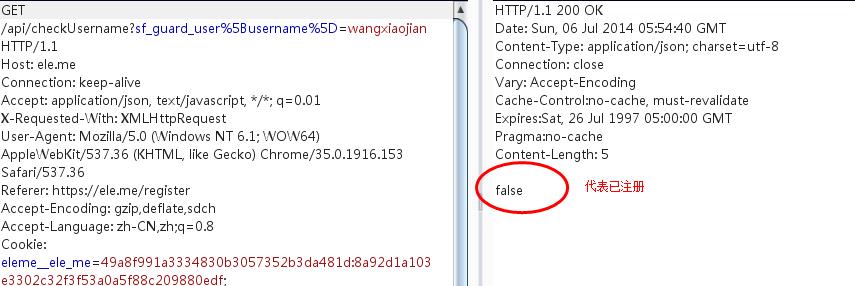 GET
/api/checkUsername?sf_guard_user%5Busername%5D=wangxiaojian
HTTP/1.1
Host: ele.me
Connection: keep-alive
Accept: application/json, text/javascript, */*; q=0.01
X-Requested-With: XMLHttpRequest
User-Agent: Mozilla/5.0 (Windows NT 6.1; WOW64)
AppleWebKit/537.36 (KHTML, like Gecko) Chrome/35.0.1916.153
Safari/537.36
Referer: https://ele.me/register
Accept-Encoding: gzip,deflate,sdch
Accept-Language: zh-CN,zh;q=0.8
Cookie:
eleme__ele_me=49a8f991a3334830b3057352b3da481d:8a92d1a103
e3302c32f3f53a0a5f88c209880edf;
HTTP/1.1 200 OK
Date: Sun, 06 Jul 2014 05:54:40 GMT
Content-Type: application/json; charset=utf-8
Connection: close
Vary: Accept-Encoding
Cache-Control:no-cache, must-revalidate
Expires:Sat, 26 Jul 1997 05:00:00 GMT
Pragma:no-cache
Content-Length: 5
false
代表已注册